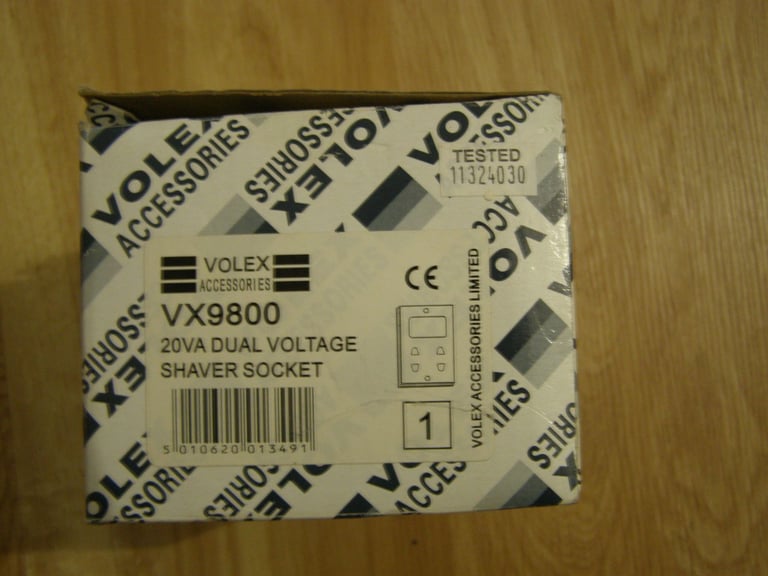 VOLEX
ACCESSORIES
ACCESSORIES
VOLEX
TESTED
11324030
VOLEX
ACCESSORIES
CE
VX9800
20VA DUAL VOLTAGE
SHAVER SOCKET
5 010620 013491
1
VOLEX ACCESSORIES LIMITED